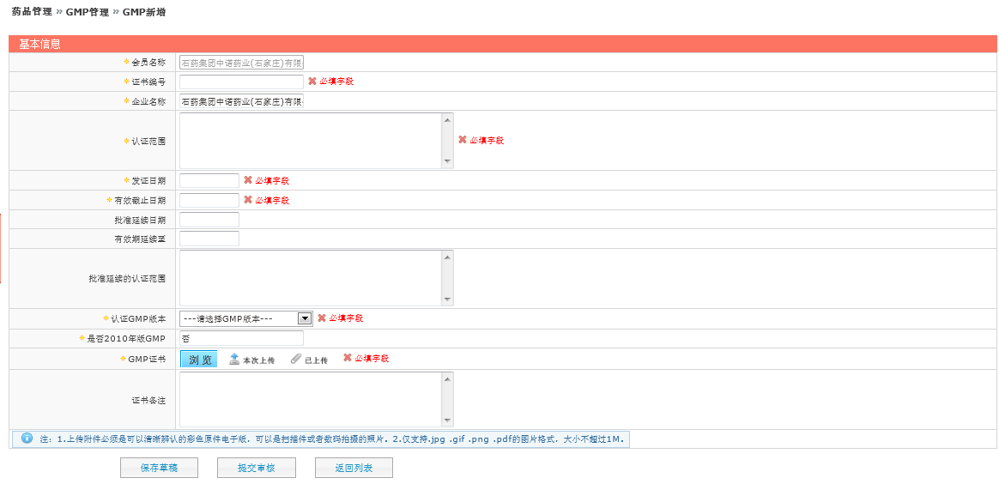 药品管理 » GMP管理 » GMP新增
基本信息
* 会员名称 石药集团中诺药业(石家庄)有限
* 证书编号 必填字段
* 企业名称 石药集团中诺药业(石家庄)有限
* 认证范围 必填字段
* 发证日期 必填字段
* 有效截止日期 必填字段
批准延续日期
有效期延续至
批准延续的认证范围
* 认证GMP版本 ---请选择GMP版本--- 必填字段
* 是否2010年版GMP 否
* GMP证书 浏览 本次上传 已上传 必填字段
证书备注
注: 1.上传附件必须是可以清晰辨认的彩色原件电子版, 可以是扫描件或者数码拍摄的照片. 2.仅支持.jpg .gif .png .pdf的图片格式, 大小不超过1M.
保存草稿 提交审核 返回列表